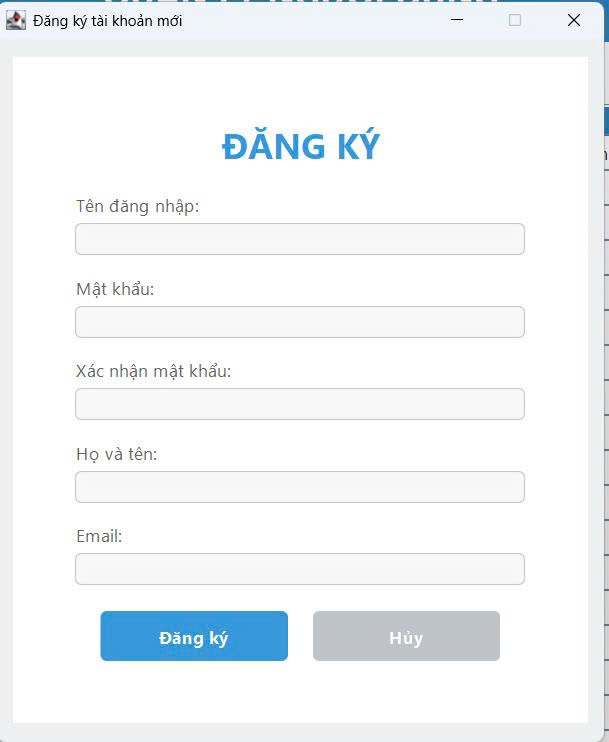 Đăng ký tài khoản mới
ĐĂNG KÝ
Tên đăng nhập:
Mật khẩu:
Xác nhận mật khẩu:
Họ và tên:
Email:
Đăng ký
Hủy